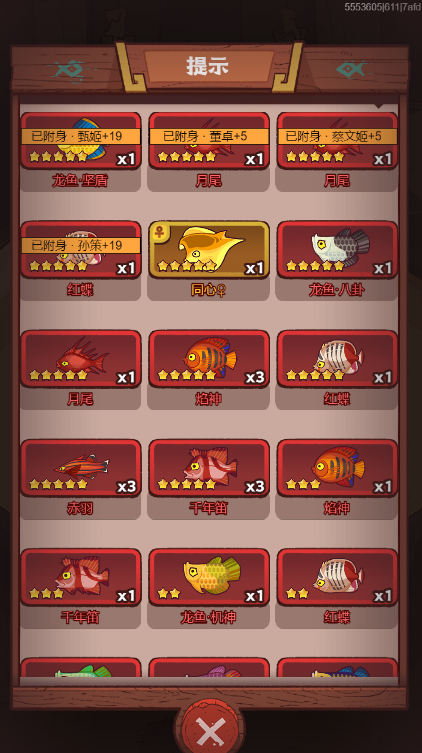 5553605|611|7afd
提示
已附身·甄姬+19
x1
龙鱼·坚盾
已附身·董卓+5
x1
月尾
已附身·蔡文姬+5
x1
月尾
已附身·孙策+19
x1
红蝶
x1
同心♀
x1
龙鱼·八卦
x1
月尾
x3
焰神
x1
红蝶
x3
赤羽
x3
千年笛
x1
焰神
x1
千年笛
x1
龙鱼·机神
x1
红蝶